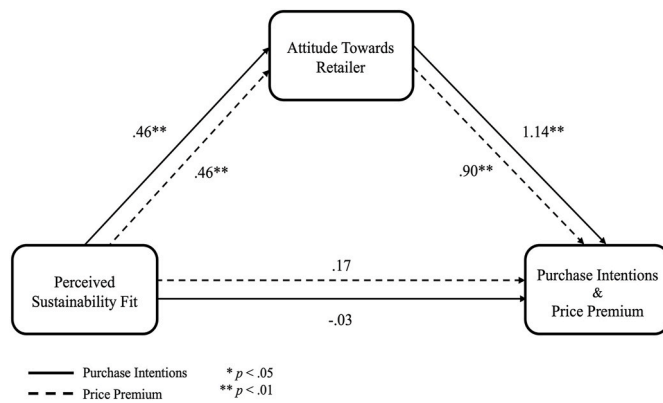 Attitude Towards
Retailer
.46**
.46**
1.14**
.90**
Perceived
Sustainability Fit
.17
-.03
Purchase Intentions
&
Price Premium
Purchase Intentions
* p < .05
Price Premium
** p < .01